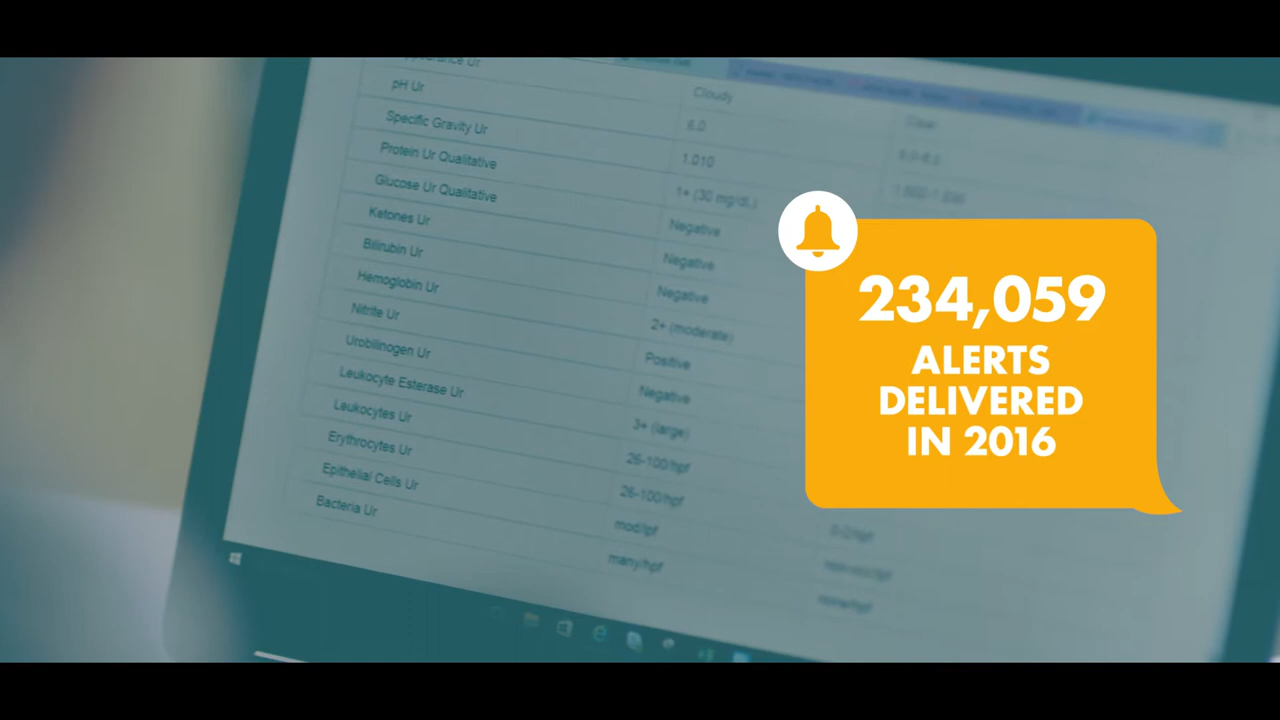 Cloudy
pH Ur 6.0
Specific Gravity Ur 1.010
Protein Ur Qualitative 1+ (30 mg/dL)
Glucose Ur Qualitative Negative
Ketones Ur Negative
Bilirubin Ur Negative
Hemoglobin Ur 2+ (moderate)
Nitrite Ur Positive
Urobilinogen Ur Negative
Leukocyte Esterase Ur 3+ (large)
Leukocytes Ur 26-100/hpf
Erythrocytes Ur 26-100/hpf
Epithelial Cells Ur mod/lpf
Bacteria Ur many/hpf
234,059
ALERTS
DELIVERED
IN 2016